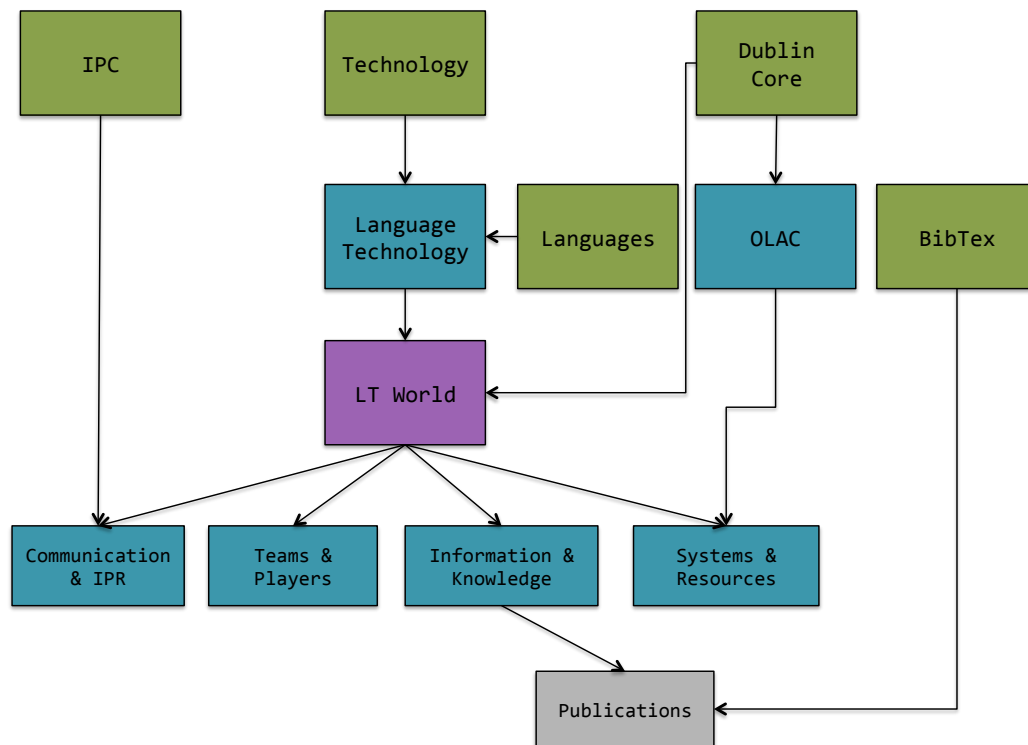 IPC
Technology
Dublin
Core
Language
Technology
Languages
OLAC
BibTex
LT World
Communication
& IPR
Teams &
Players
Information &
Knowledge
Systems &
Resources
Publications